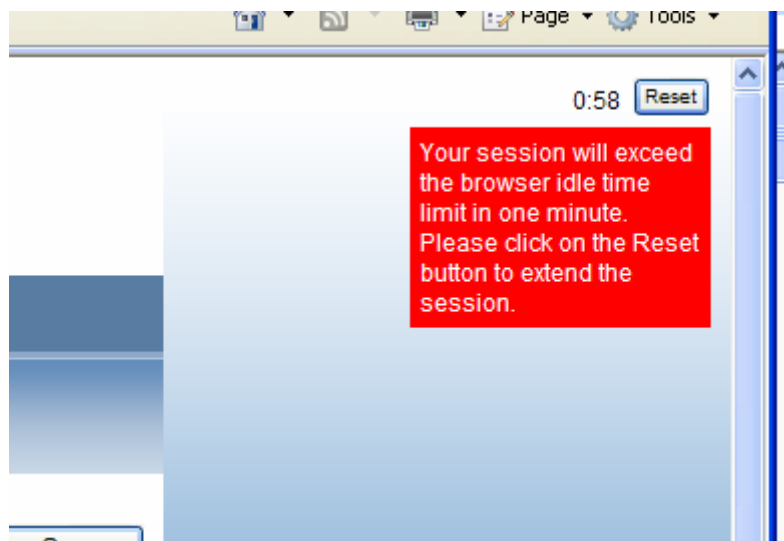 Page Tools
0:58 Reset
Your session will exceed
the browser idle time
limit in one minute.
Please click on the Reset
button to extend the
session.